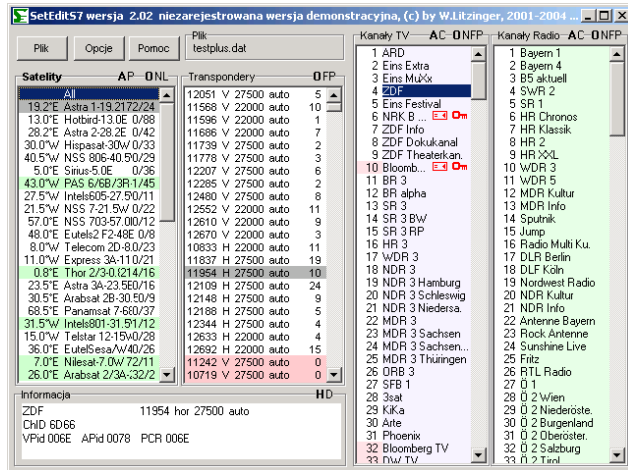 SetEditS7 wersja 2.02 niezarejestrowana wersja demonstracyjna, (c) by W.Litzinger, 2001-2004 ...
Plik
Opcje
Pomoc
Plik
testplus.dat
Satelity AP-ONL
All
19.2°E Astra 1-19.2172/24
13.0°E Hotbird-13.0E 0/88
28.2°E Astra 2-28.2E 0/42
30.0°W Hispasat-30W 0/33
40.5°W NSS 806-40.5\0/29
5.0°E Sirius-5.0E 0/36
43.0°W PAS 6/6B/3R-1/45
27.5°W Intels605-27.5\0/11
21.5°W NSS 7-21.5W 0/22
57.0°E NSS 703-57.0\0/12
48.0°E Eutels2 F2-48E 0/8
8.0°W Telecom 2D-8.0/23
11.0°W Express 3A-11 0/21
0.8°E Thor 2/3-0.(214/16
23.5°E Astra 3A-23.5E0/16
30.5°E Arabsat 2B-30.50/9
68.5°E Panamsat 7-6\60/37
31.5°W Intels801-31.51/12
15.0°W Telstar 12-15\0/28
36.0°E EutelSesa/W40/26
7.0°E Nilesat-7.0W 72/11
26.0°E Arabsat 2/3A-:32/2
Transpondery OFP
12051 V 27500 auto 5
11568 V 22000 auto 10
11596 V 22000 auto 1
11686 V 22000 auto 7
11739 V 27500 auto 2
11778 V 27500 auto 3
12207 V 27500 auto 6
12285 V 27500 auto 2
12480 V 27500 auto 8
12552 V 22000 auto 11
12610 V 22000 auto 9
12670 V 22000 auto 3
10833 H 22000 auto 11
11837 H 27500 auto 19
11954 H 27500 auto 10
12109 H 27500 auto 24
12148 H 27500 auto 9
12188 H 27500 auto 5
12344 H 27500 auto 4
12633 H 22000 auto 4
12692 H 22000 auto 15
11242 V 27500 auto 0
10719 V 27500 auto 0
Informacja HD
ZDF 11954 hor 27500 auto
ChID 6D66
VPid 006E APid 0078 PCR 006E
Kanały TV AC-ONFP
1 ARD
2 Eins Extra
3 Eins MuXx
4 ZDF
5 Eins Festival
6 NRK B ...
7 ZDF Info
8 ZDF Dokukanal
9 ZDF Theaterkan.
10 Bloomb...
11 BR 3
12 BR alpha
13 SR 3
14 SR 3 BW
15 SR 3 RP
16 HR 3
17 WDR 3
18 NDR 3
19 NDR 3 Hamburg
20 NDR 3 Schleswig
21 NDR 3 Niedersa.
22 MDR 3
23 MDR 3 Sachsen
24 MDR 3 Sachsen...
25 MDR 3 Thüringen
26 ORB 3
27 SFB 1
28 3sat
29 KiKa
30 Arte
31 Phoenix
32 Bloomberg TV
33 DW TV
Kanały Radio AC-ONFP
1 Bayern 1
2 Bayern 4
3 B5 aktuell
4 SWR 2
5 SR 1
6 HR Chronos
7 HR Klassik
8 HR 2
9 HR XXL
10 WDR 3
11 WDR 5
12 MDR Kultur
13 MDR Info
14 Sputnik
15 Jump
16 Radio Multi Ku.
17 DLR Berlin
18 DLF Köln
19 Nordwest Radio
20 NDR Kultur
21 NDR Info
22 Antenne Bayern
23 Rock Antenne
24 Sunshine Live
25 Fritz
26 RTL Radio
27 Ö 1
28 Ö 2 Wien
29 Ö 2 Niederöste.
30 Ö 2 Burgenland
31 Ö 2 Oberöster.
32 Ö 2 Salzburg
33 Ö 2 Tirol